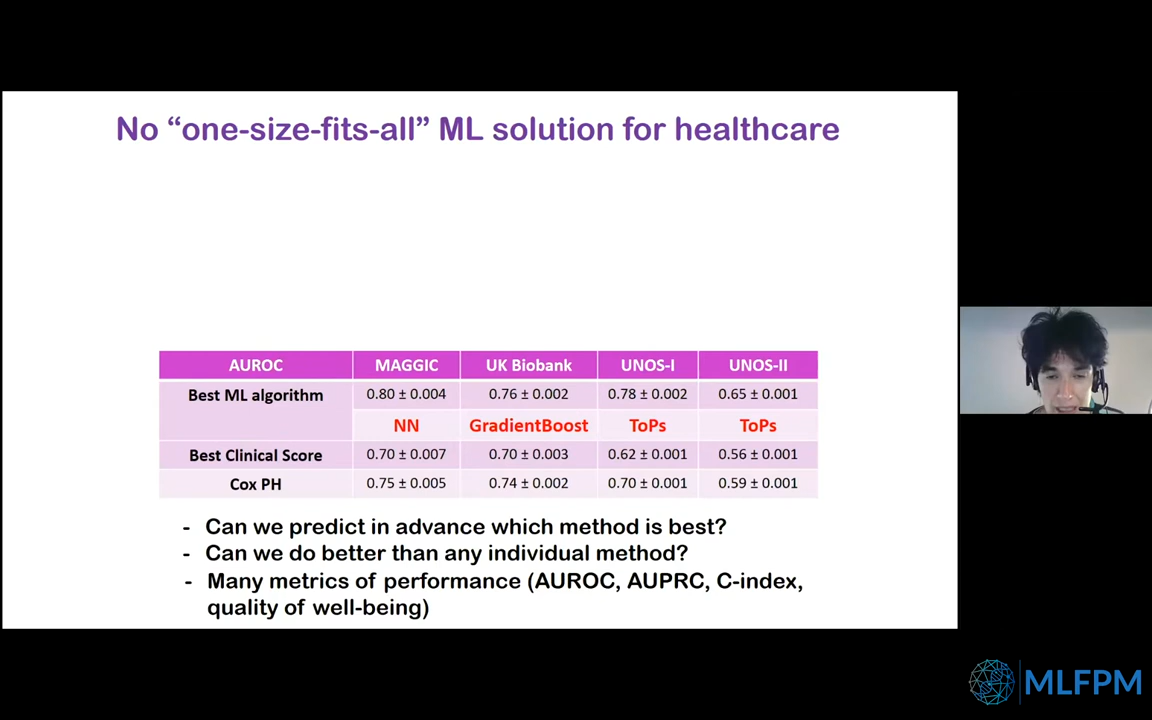 No “one-size-fits-all” ML solution for healthcare
AUROC MAGGIC UK Biobank UNOS-I UNOS-II
Best ML algorithm 0.80 ± 0.004 0.76 ± 0.002 0.78 ± 0.002 0.65 ± 0.001
NN GradientBoost ToPs ToPs
Best Clinical Score 0.70 ± 0.007 0.70 ± 0.003 0.62 ± 0.001 0.56 ± 0.001
Cox PH 0.75 ± 0.005 0.74 ± 0.002 0.70 ± 0.001 0.59 ± 0.001
- Can we predict in advance which method is best?
- Can we do better than any individual method?
- Many metrics of performance (AUROC, AUPRC, C-index,
quality of well-being)
MLFPM